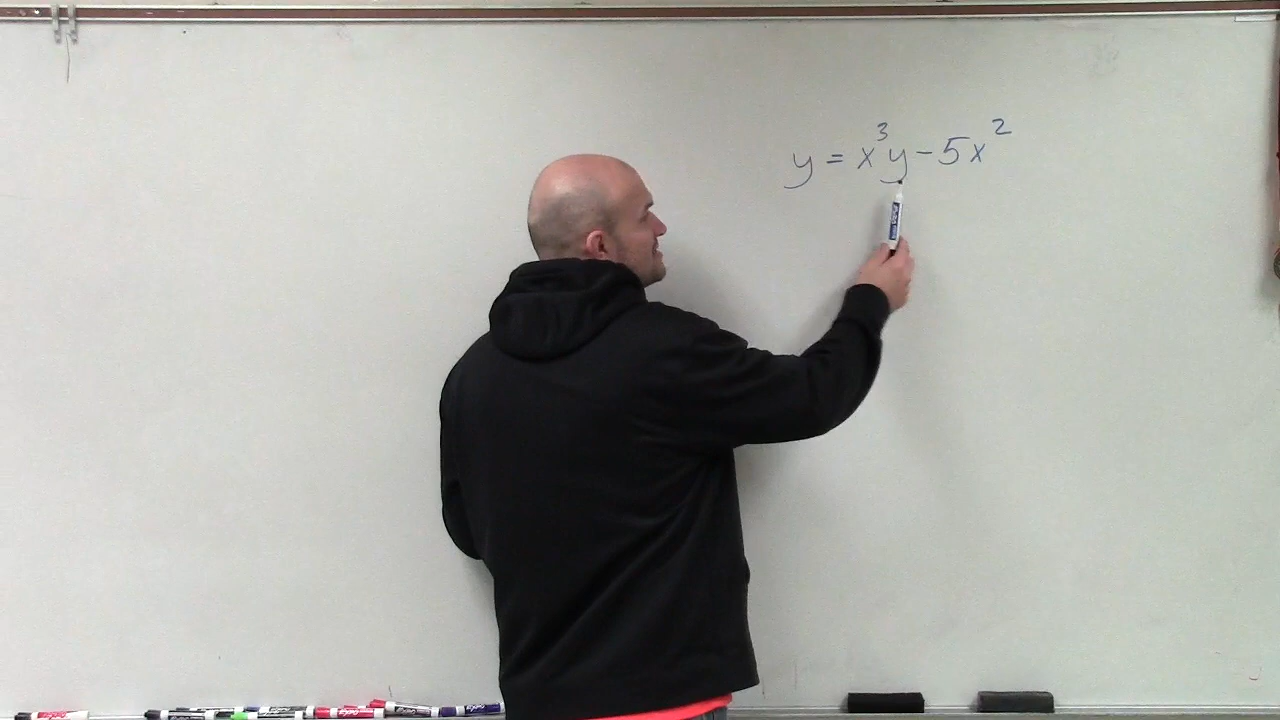 y = x³y - 5x²